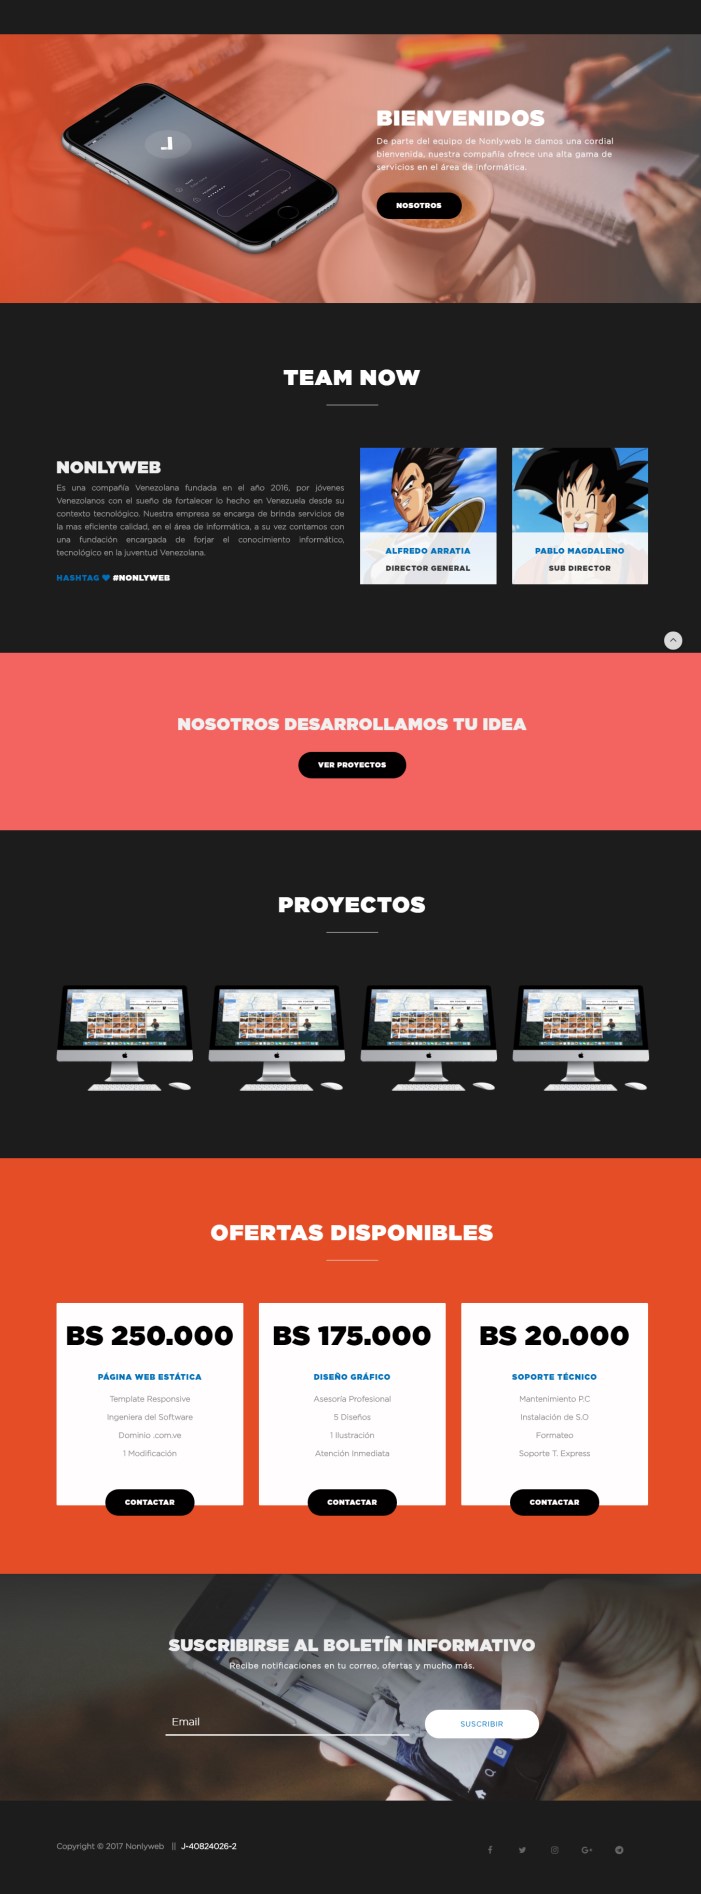 BIENVENIDOS
De parte del equipo de Nonlyweb le damos una cordial
bienvenida, nuestra compañía ofrece una alta gama de
servicios en el área de informática.
NOSOTROS
TEAM NOW
NONLYWEB
Es una compañía Venezolana fundada en el año 2016, por jóvenes
Venezolanos con el sueño de fortalecer lo hecho en Venezuela desde su
contexto tecnológico. Nuestra empresa se encarga de brinda servicios de
la mas eficiente calidad, en el área de informática, a su vez contamos con
una fundación encargada de forjar el conocimiento informático,
tecnológico en la juventud Venezolana.
HASHTAG #NONLYWEB
ALFREDO ARRATIA
DIRECTOR GENERAL
PABLO MAGDALENO
SUB DIRECTOR
NOSOTROS DESARROLLAMOS TU IDEA
VER PROYECTOS
PROYECTOS
OFERTAS DISPONIBLES
BS 250.000
PÁGINA WEB ESTÁTICA
Template Responsive
Ingeniera del Software
Dominio .com.ve
1 Modificación
CONTACTAR
BS 175.000
DISEÑO GRÁFICO
Asesoría Profesional
5 Diseños
1 Ilustración
Atención Inmediata
CONTACTAR
BS 20.000
SOPORTE TÉCNICO
Mantenimiento P.C
Instalación de S.O
Formateo
Soporte T. Express
CONTACTAR
SUSCRIBIRSE AL BOLETÍN INFORMATIVO
Recibe notificaciones en tu correo, ofertas y mucho más.
Email
SUSCRIBIR
Copyright © 2017 Nonlyweb || J-40824026-2